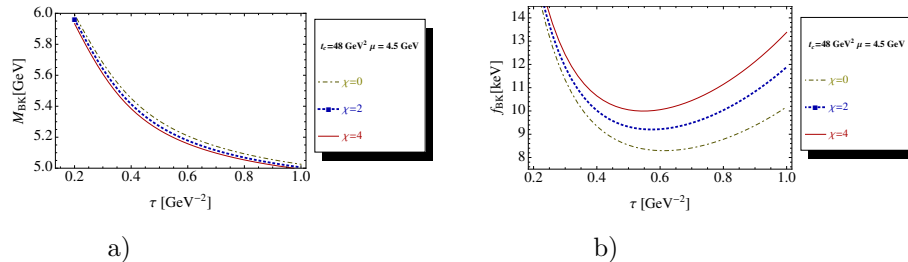 6.0
5.8
5.6
5.4
5.2
5.0
M_BK[GeV]
0.2 0.4 0.6 0.8 1.0
τ [GeV⁻²]
t_c=48 GeV² μ = 4.5 GeV
χ=0
χ=2
χ=4
a)
14
13
12
11
10
9
8
f_BK[keV]
0.2 0.4 0.6 0.8 1.0
τ [GeV⁻²]
t_c=48 GeV² μ = 4.5 GeV
χ=0
χ=2
χ=4
b)